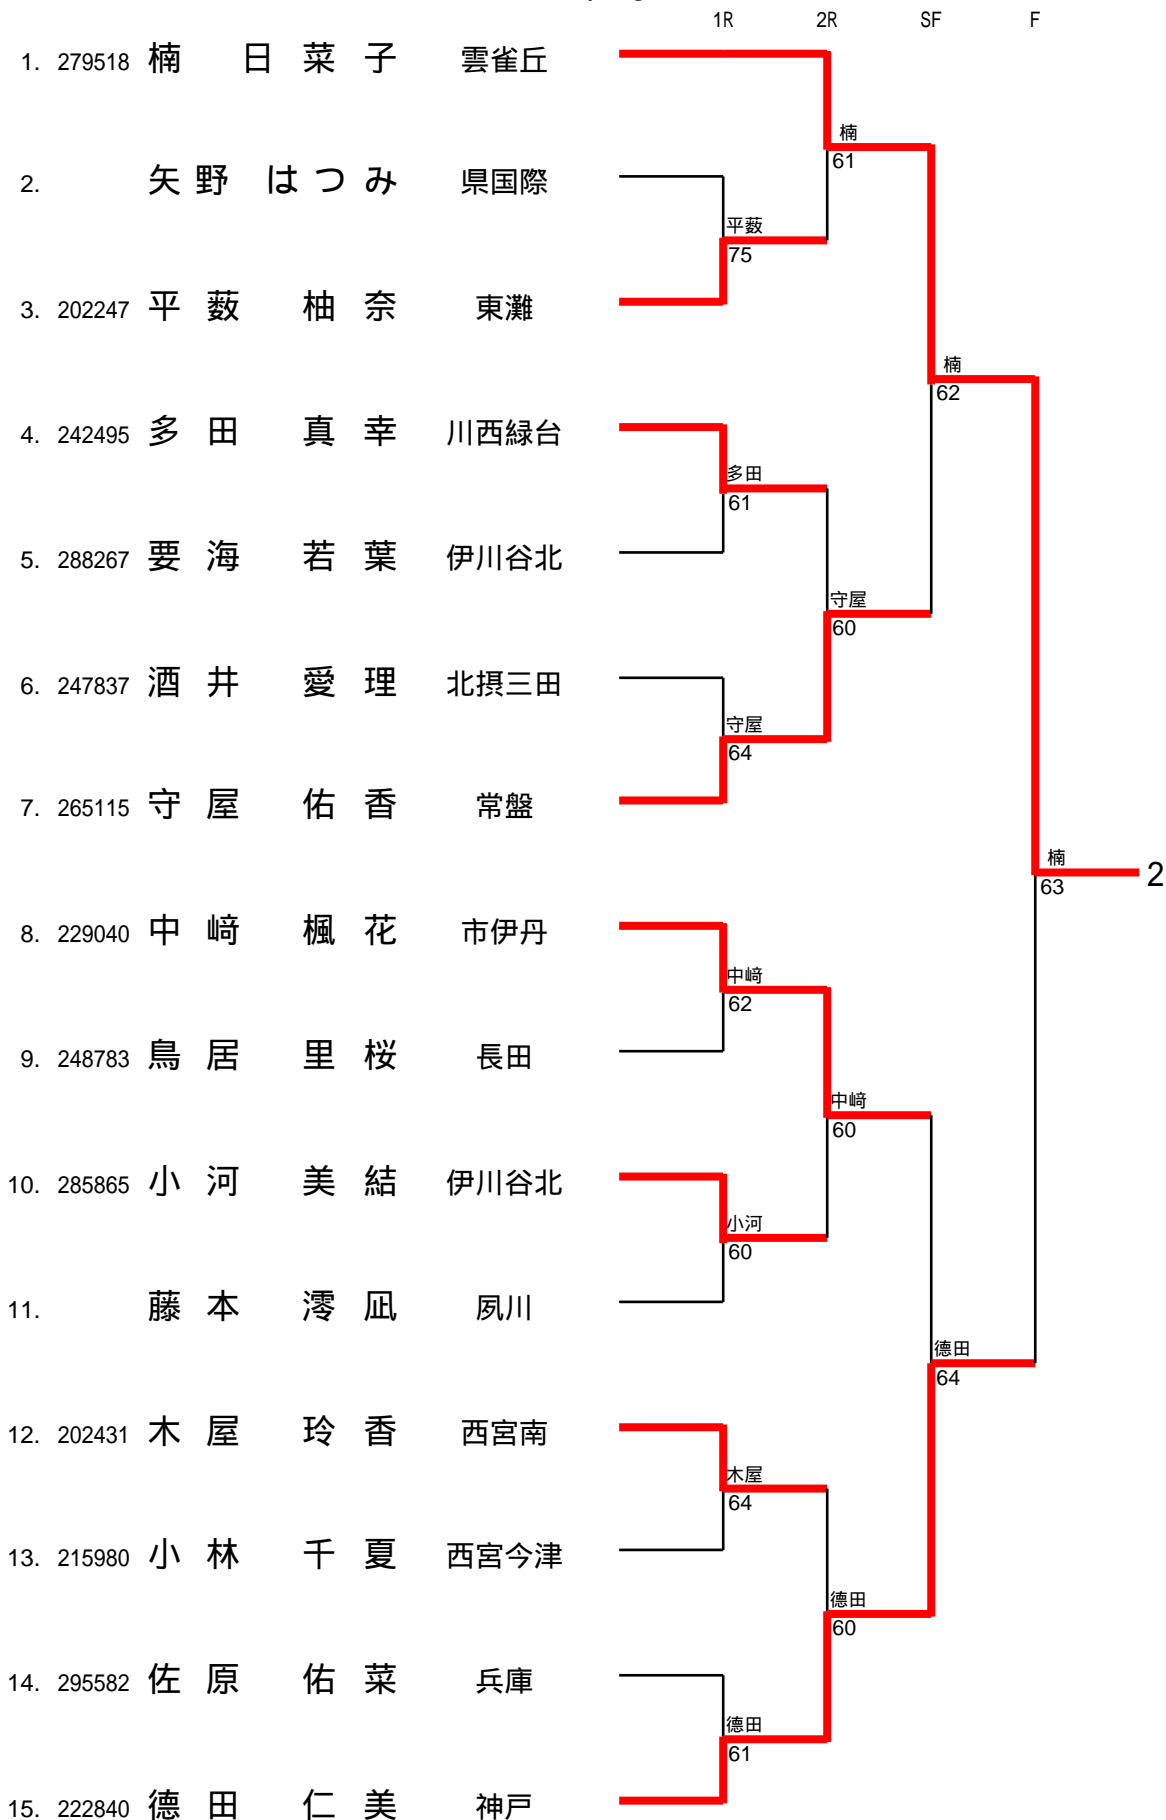 1R 2R SF F
1. 279518 楠 日菜子 雲雀丘
楠
61
2. 矢野 はつみ 県国際
平薮
75
3. 202247 平薮 柚奈 東灘
楠
62
4. 242495 多田 真幸 川西緑台
多田
61
5. 288267 要海 若葉 伊川谷北
守屋
60
6. 247837 酒井 愛理 北摂三田
守屋
64
7. 265115 守屋 佑香 常盤
楠
63
2
8. 229040 中﨑 楓花 市伊丹
中﨑
62
9. 248783 鳥居 里桜 長田
中﨑
60
10. 285865 小河 美結 伊川谷北
小河
60
11. 藤本 澪凪 夙川
德田
64
12. 202431 木屋 玲香 西宮南
木屋
64
13. 215980 小林 千夏 西宮今津
德田
60
14. 295582 佐原 佑菜 兵庫
德田
61
15. 222840 德田 仁美 神戸